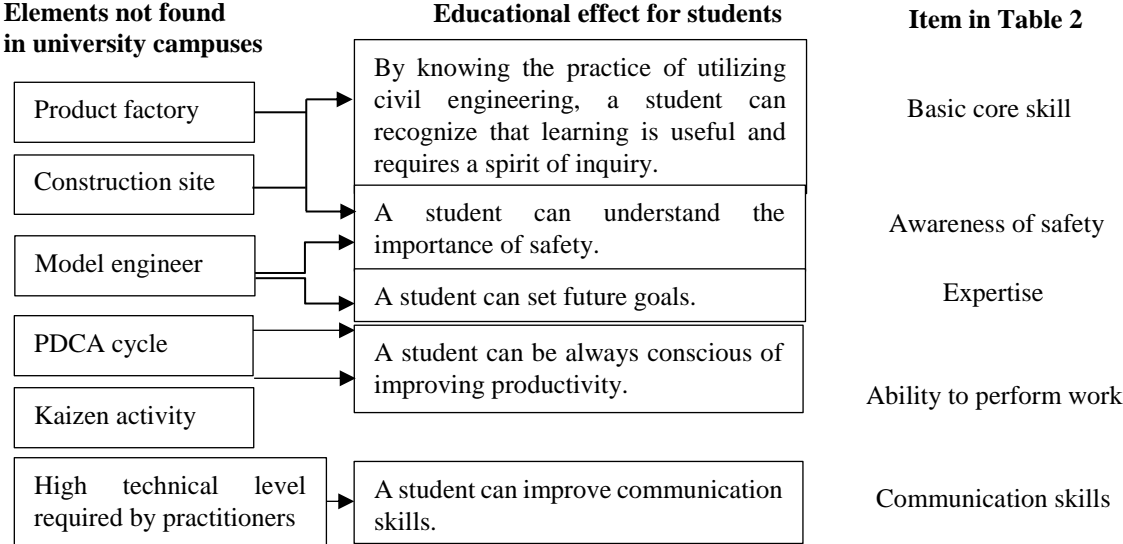 Elements not found
in university campuses
Educational effect for students
Item in Table 2
Product factory
Construction site
Model engineer
PDCA cycle
Kaizen activity
High technical level
required by practitioners
By knowing the practice of utilizing
civil engineering, a student can
recognize that learning is useful and
requires a spirit of inquiry.
A student can understand the
importance of safety.
A student can set future goals.
A student can be always conscious of
improving productivity.
A student can improve communication
skills.
Basic core skill
Awareness of safety
Expertise
Ability to perform work
Communication skills